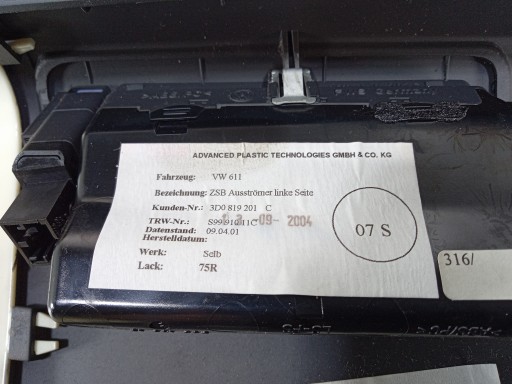 ADVANCED PLASTIC TECHNOLOGIES GMBH & CO. KG
Fahrzeug: VW 611
Bezeichnung: ZSB Ausströmer linke Seite
Kunden-Nr.: 3D0 819 201 C
TRW-Nr.:
-09- 2004
Datenstand: 09.04.01
Herstelldatum:
07 S
Werk: Selb
Lack: 75R
316/